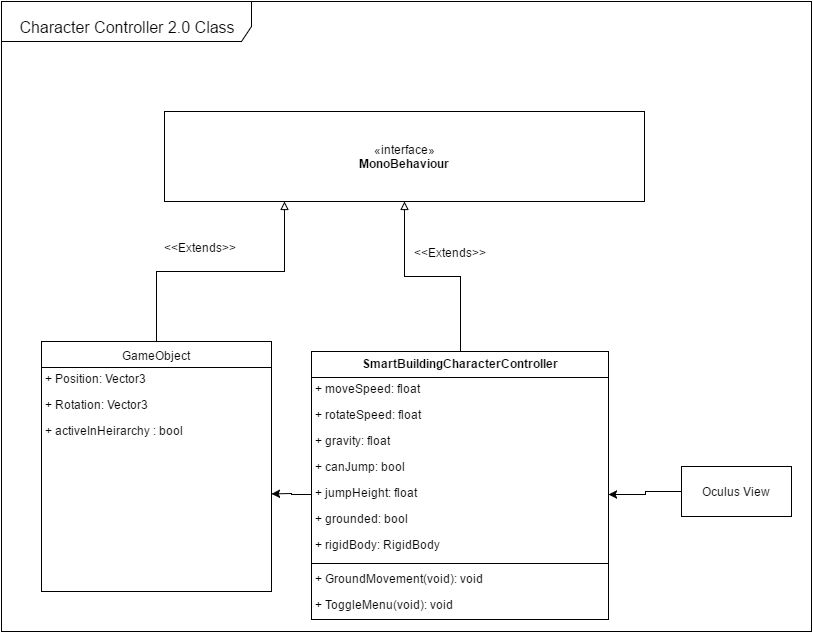 Character Controller 2.0 Class
«interface»
MonoBehaviour
<<Extends>>
<<Extends>>
GameObject
+ Position: Vector3
+ Rotation: Vector3
+ activeInHeirarchy : bool
SmartBuildingCharacterController
+ moveSpeed: float
+ rotateSpeed: float
+ gravity: float
+ canJump: bool
+ jumpHeight: float
+ grounded: bool
+ rigidBody: RigidBody
+ GroundMovement(void): void
+ ToggleMenu(void): void
Oculus View